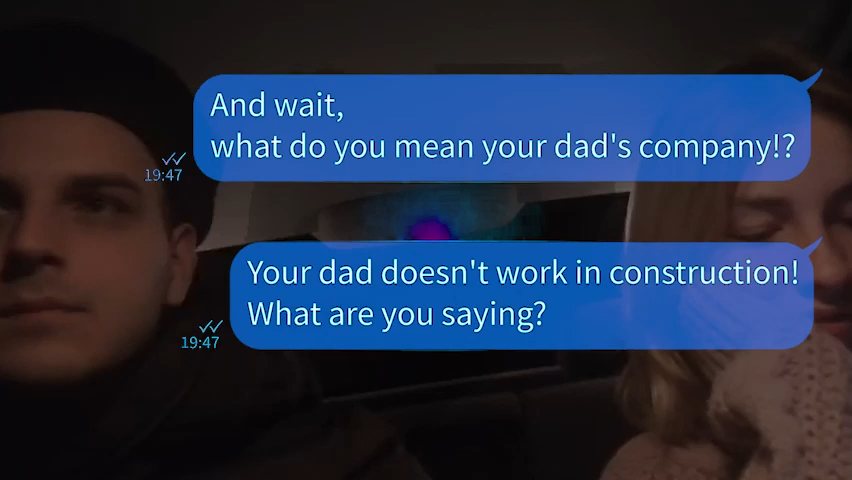 And wait,
what do you mean your dad's company!?
19:47
Your dad doesn't work in construction!
What are you saying?
19:47